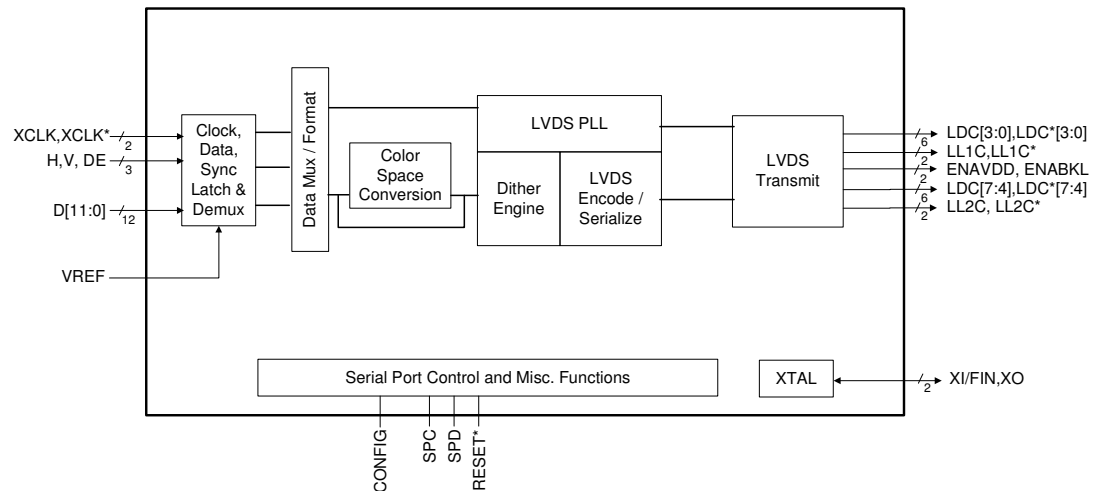 XCLK,XCLK*
2
H,V, DE
3
D[11:0]
12
VREF
Clock,
Data,
Sync
Latch &
Demux
Data Mux / Format
Color
Space
Conversion
LVDS PLL
Dither
Engine
LVDS
Encode /
Serialize
LVDS
Transmit
6
LDC[3:0],LDC*[3:0]
2
LL1C,LL1C*
2
ENAVDD, ENABKL
6
LDC[7:4],LDC*[7:4]
2
LL2C, LL2C*
Serial Port Control and Misc. Functions
XTAL
2
XI/FIN,XO
CONFIG
SPC
SPD
RESET*